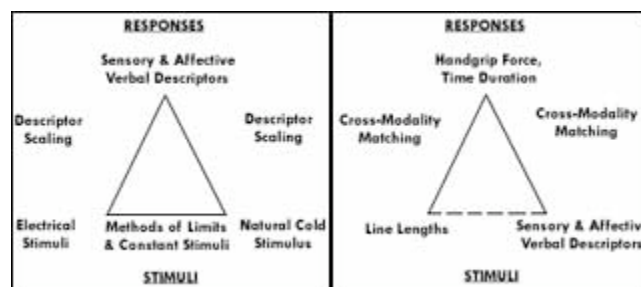 RESPONSES
Sensory & Affective
Verbal Descriptors
Descriptor
Scaling
Descriptor
Scaling
Electrical
Stimuli
Methods of Limits
& Constant Stimuli
Natural Cold
Stimulus
STIMULI
RESPONSES
Handgrip Force,
Time Duration
Cross-Modality
Matching
Cross-Modality
Matching
Line Lengths
Sensory & Affective
Verbal Descriptors
STIMULI